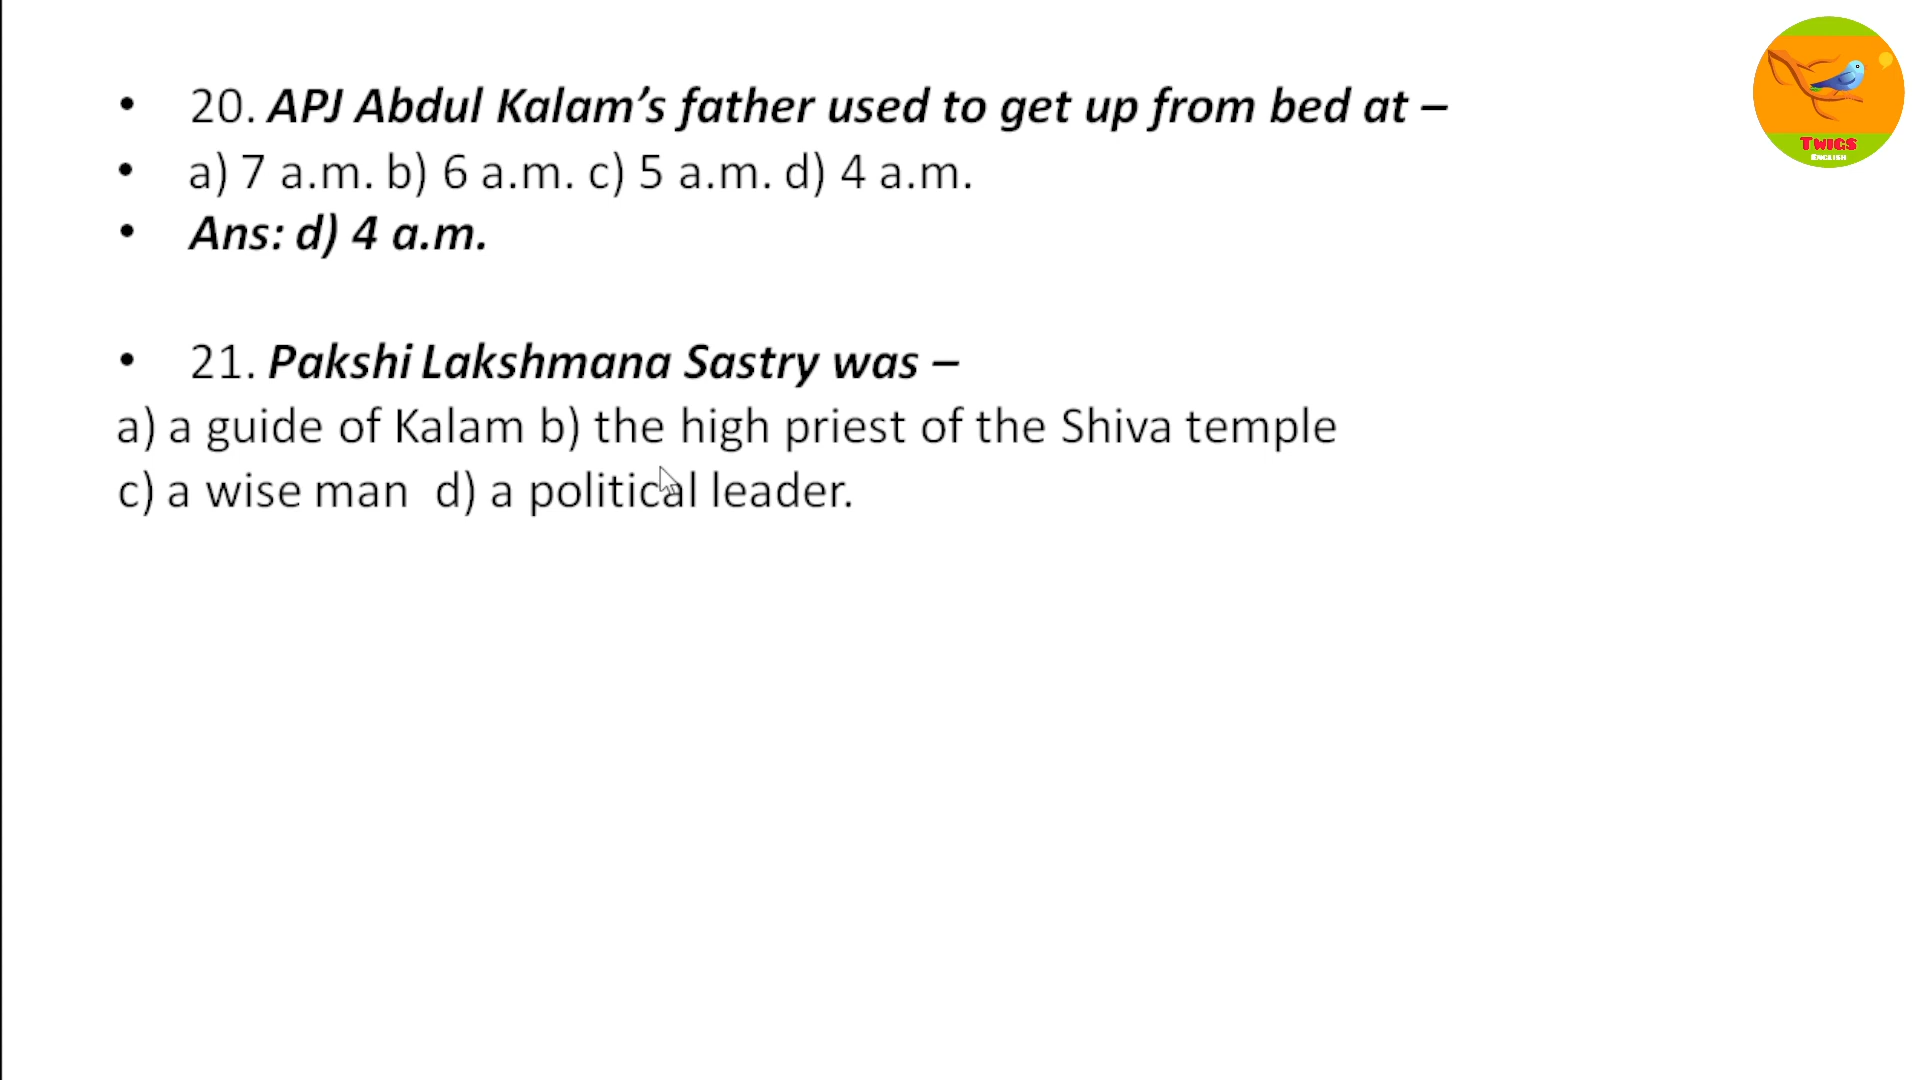 • 20. APJ Abdul Kalam’s father used to get up from bed at –
• a) 7 a.m. b) 6 a.m. c) 5 a.m. d) 4 a.m.
• Ans: d) 4 a.m.
• 21. Pakshi Lakshmana Sastry was –
a) a guide of Kalam b) the high priest of the Shiva temple
c) a wise man d) a political leader.
TWIGS
ENGLISH